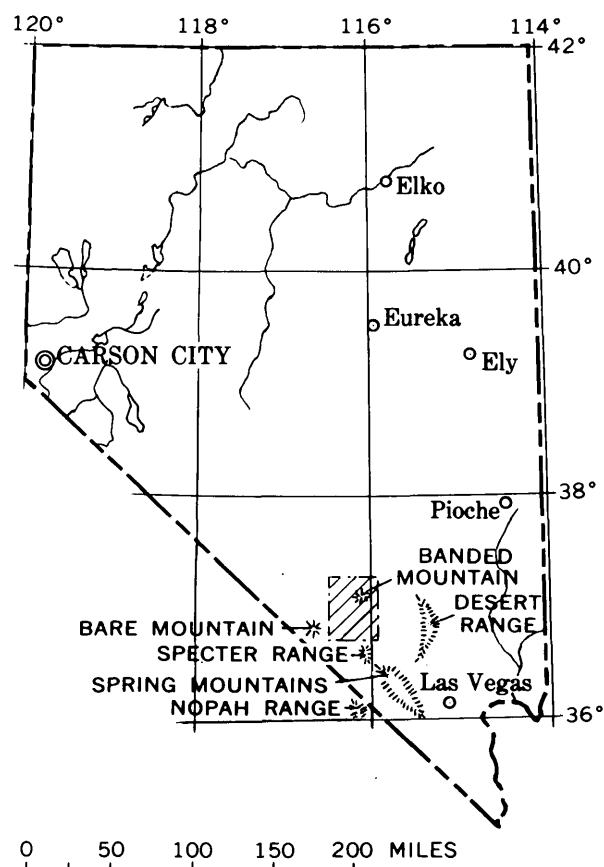 120° 118° 116° 114°
42°
Elko
40°
Eureka
CARSON CITY
Ely
38°
Pioche
BANDED
MOUNTAIN
DESERT
RANGE
BARE MOUNTAIN
SPECTER RANGE
SPRING MOUNTAINS
Las Vegas
NOPAH RANGE
36°
0 50 100 150 200 MILES